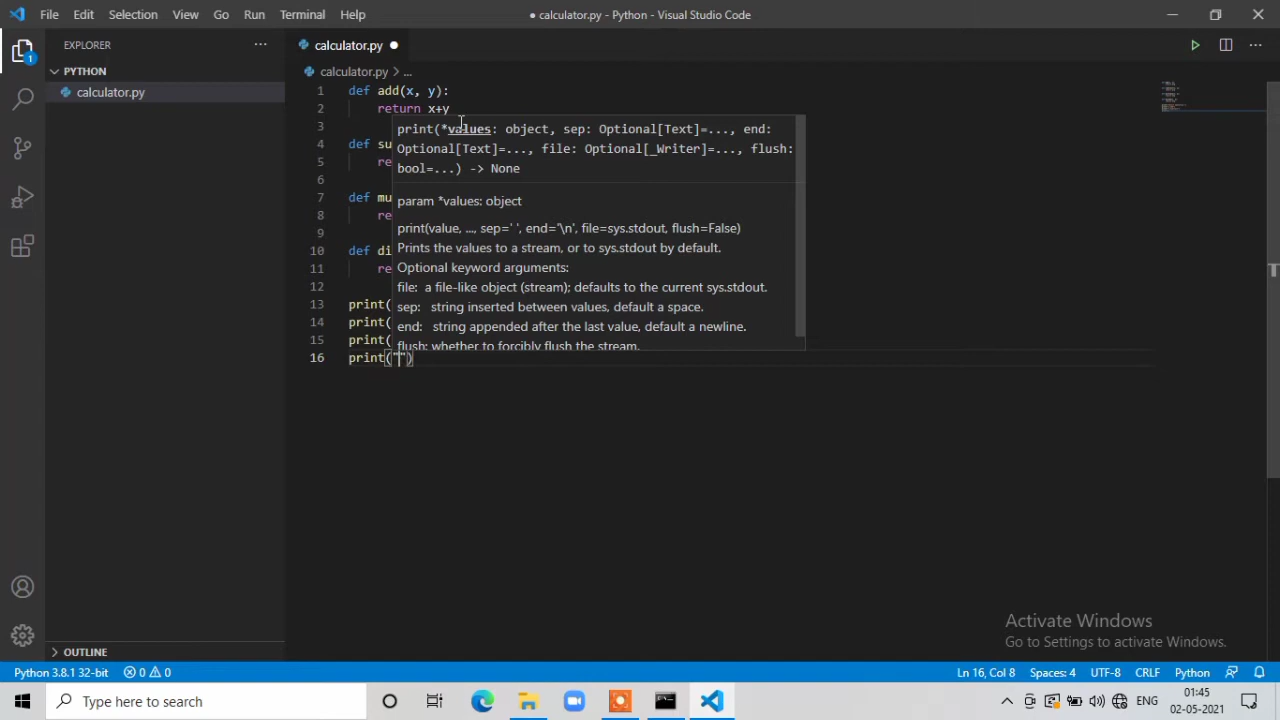 File Edit Selection View Go Run Terminal Help
● calculator.py - Python - Visual Studio Code
EXPLORER
1
PYTHON
calculator.py
OUTLINE
calculator.py
calculator.py > ...
1 def add(x, y):
2 return x+y
3
4 def su
5 re
6
7 def mu
8 re
9
10 def di
11 re
12
13 print(
14 print(
15 print(
16 print("")
print(*values: object, sep: Optional[Text]=..., end:
Optional[Text]=..., file: Optional[_Writer]=..., flush:
bool=...) -> None
param *values: object
print(value, ..., sep=' ', end='\n', file=sys.stdout, flush=False)
Prints the values to a stream, or to sys.stdout by default.
Optional keyword arguments:
file: a file-like object (stream); defaults to the current sys.stdout.
sep: string inserted between values, default a space.
end: string appended after the last value, default a newline.
flush: whether to forcibly flush the stream.
Activate Windows
Go to Settings to activate Windows.
Python 3.8.1 32-bit 0 0 Ln 16, Col 8 Spaces: 4 UTF-8 CRLF Python
Type here to search
ENG
01:45
02-05-2021